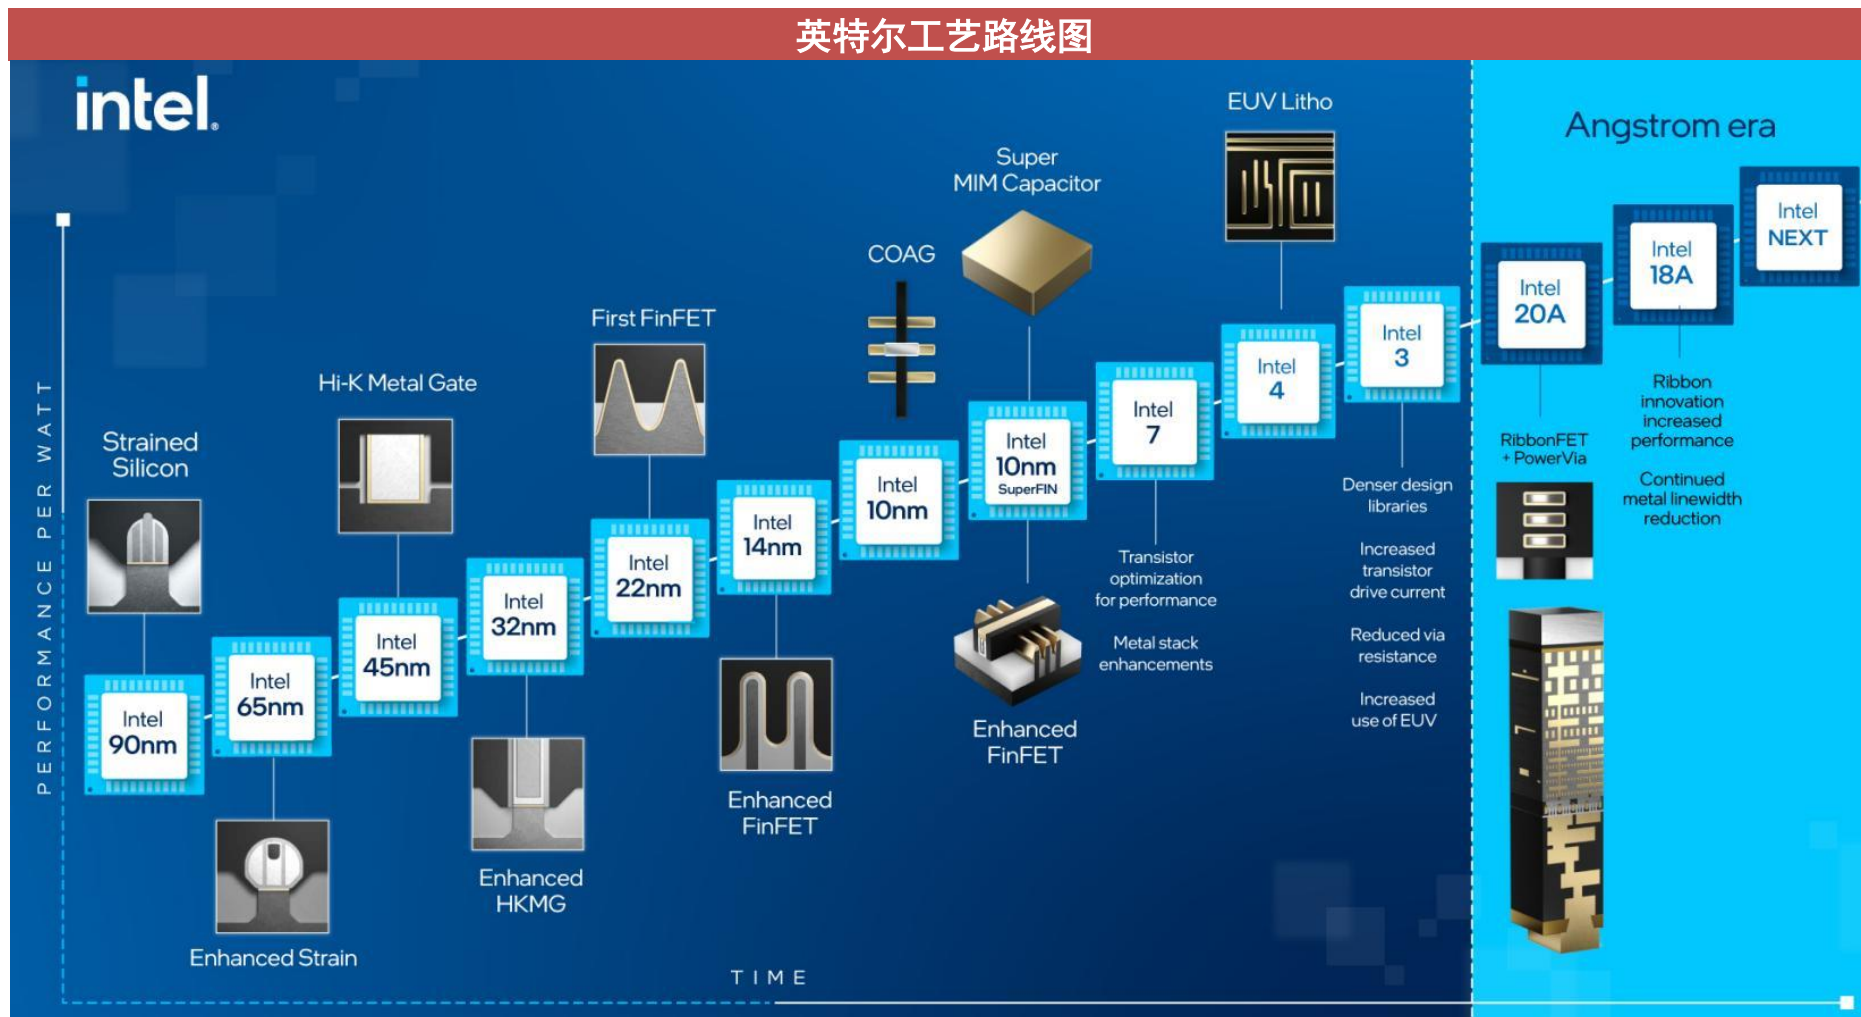 英特尔工艺路线图
intel®
Angstrom era
PERFORMANCE PER WATT
TIME
Strained
Silicon
Intel
90nm
Intel
65nm
Enhanced Strain
Hi-K Metal Gate
Intel
45nm
Intel
32nm
Enhanced
HKMG
First FinFET
Intel
22nm
Intel
14nm
Enhanced
FinFET
COAG
Intel
10nm
Super
MIM Capacitor
Intel
10nm
SuperFIN
Enhanced
FinFET
Intel
7
Transistor
optimization
for performance
Metal stack
enhancements
EUV Litho
Intel
4
Intel
3
Denser design
libraries
Increased
transistor
drive current
Reduced via
resistance
Increased
use of EUV
Intel
20A
RibbonFET
+ PowerVia
Intel
18A
Ribbon
innovation
increased
performance
Continued
metal linewidth
reduction
Intel
NEXT